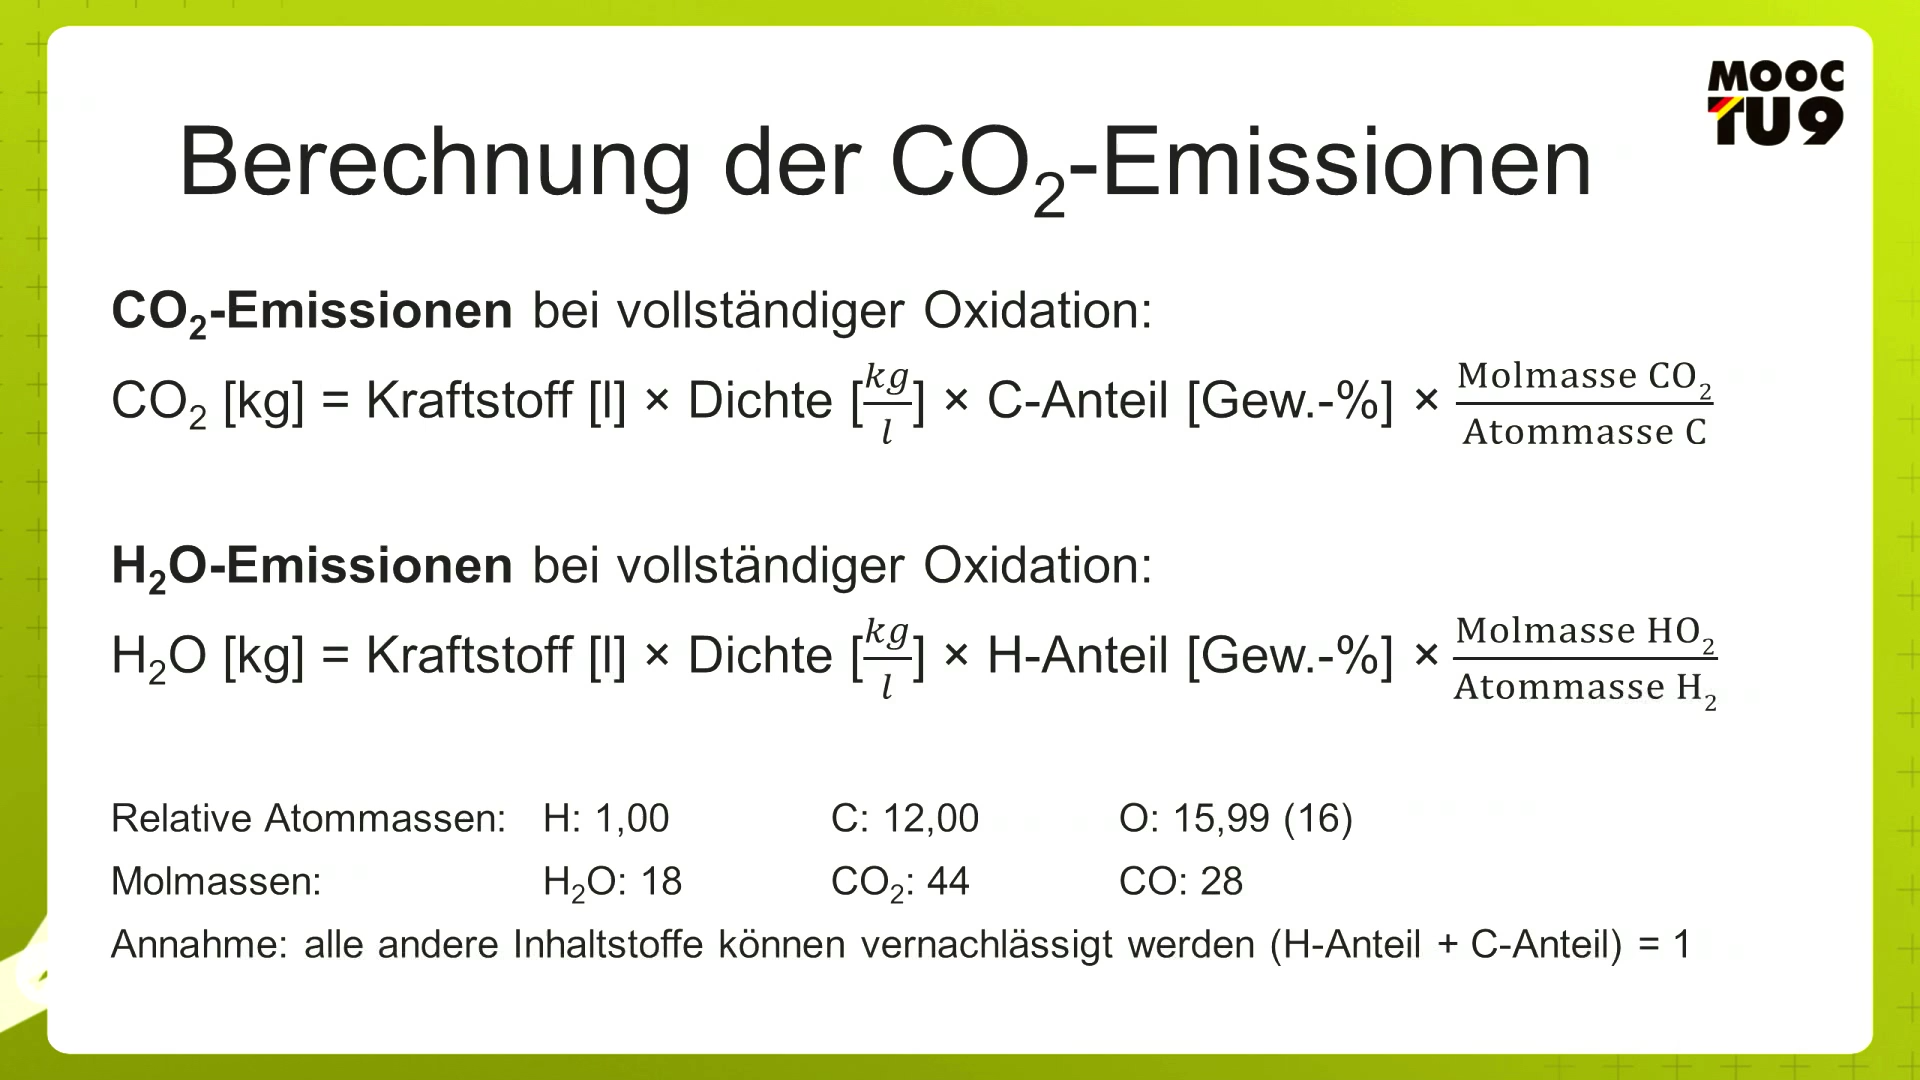 MOOC
TU9
Berechnung der CO₂-Emissionen
CO₂-Emissionen bei vollständiger Oxidation:
CO₂ [kg] = Kraftstoff [l] × Dichte [kg/l] × C-Anteil [Gew.-%] × Molmasse CO₂ / Atommasse C
H₂O-Emissionen bei vollständiger Oxidation:
H₂O [kg] = Kraftstoff [l] × Dichte [kg/l] × H-Anteil [Gew.-%] × Molmasse HO₂ / Atommasse H₂
Relative Atommassen: H: 1,00 C: 12,00 O: 15,99 (16)
Molmassen: H₂O: 18 CO₂: 44 CO: 28
Annahme: alle andere Inhaltstoffe können vernachlässigt werden (H-Anteil + C-Anteil) = 1